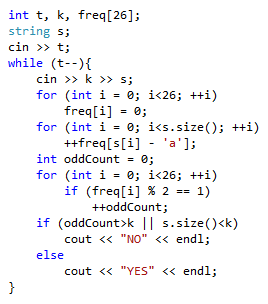 int t, k, freq[26];
string s;
cin >> t;
while (t--){
    cin >> k >> s;
    for (int i = 0; i<26; ++i)
        freq[i] = 0;
    for (int i = 0; i<s.size(); ++i)
        ++freq[s[i] - 'a'];
    int oddCount = 0;
    for (int i = 0; i<26; ++i)
        if (freq[i] % 2 == 1)
            ++oddCount;
    if (oddCount>k || s.size()<k)
        cout << "NO" << endl;
    else
        cout << "YES" << endl;
}